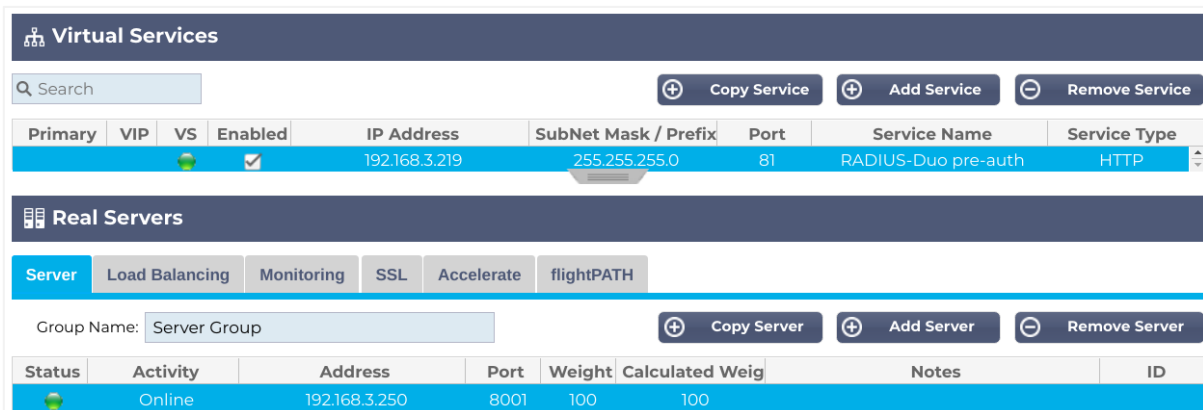 Virtual Services
Search
Copy Service
Add Service
Remove Service
Primary VIP VS Enabled IP Address SubNet Mask / Prefix Port Service Name Service Type
192.168.3.219 255.255.255.0 81 RADIUS-Duo pre-auth HTTP
Real Servers
Server Load Balancing Monitoring SSL Accelerate flightPATH
Group Name: Server Group
Copy Server
Add Server
Remove Server
Status Activity Address Port Weight Calculated Weig Notes ID
Online 192.168.3.250 8001 100 100